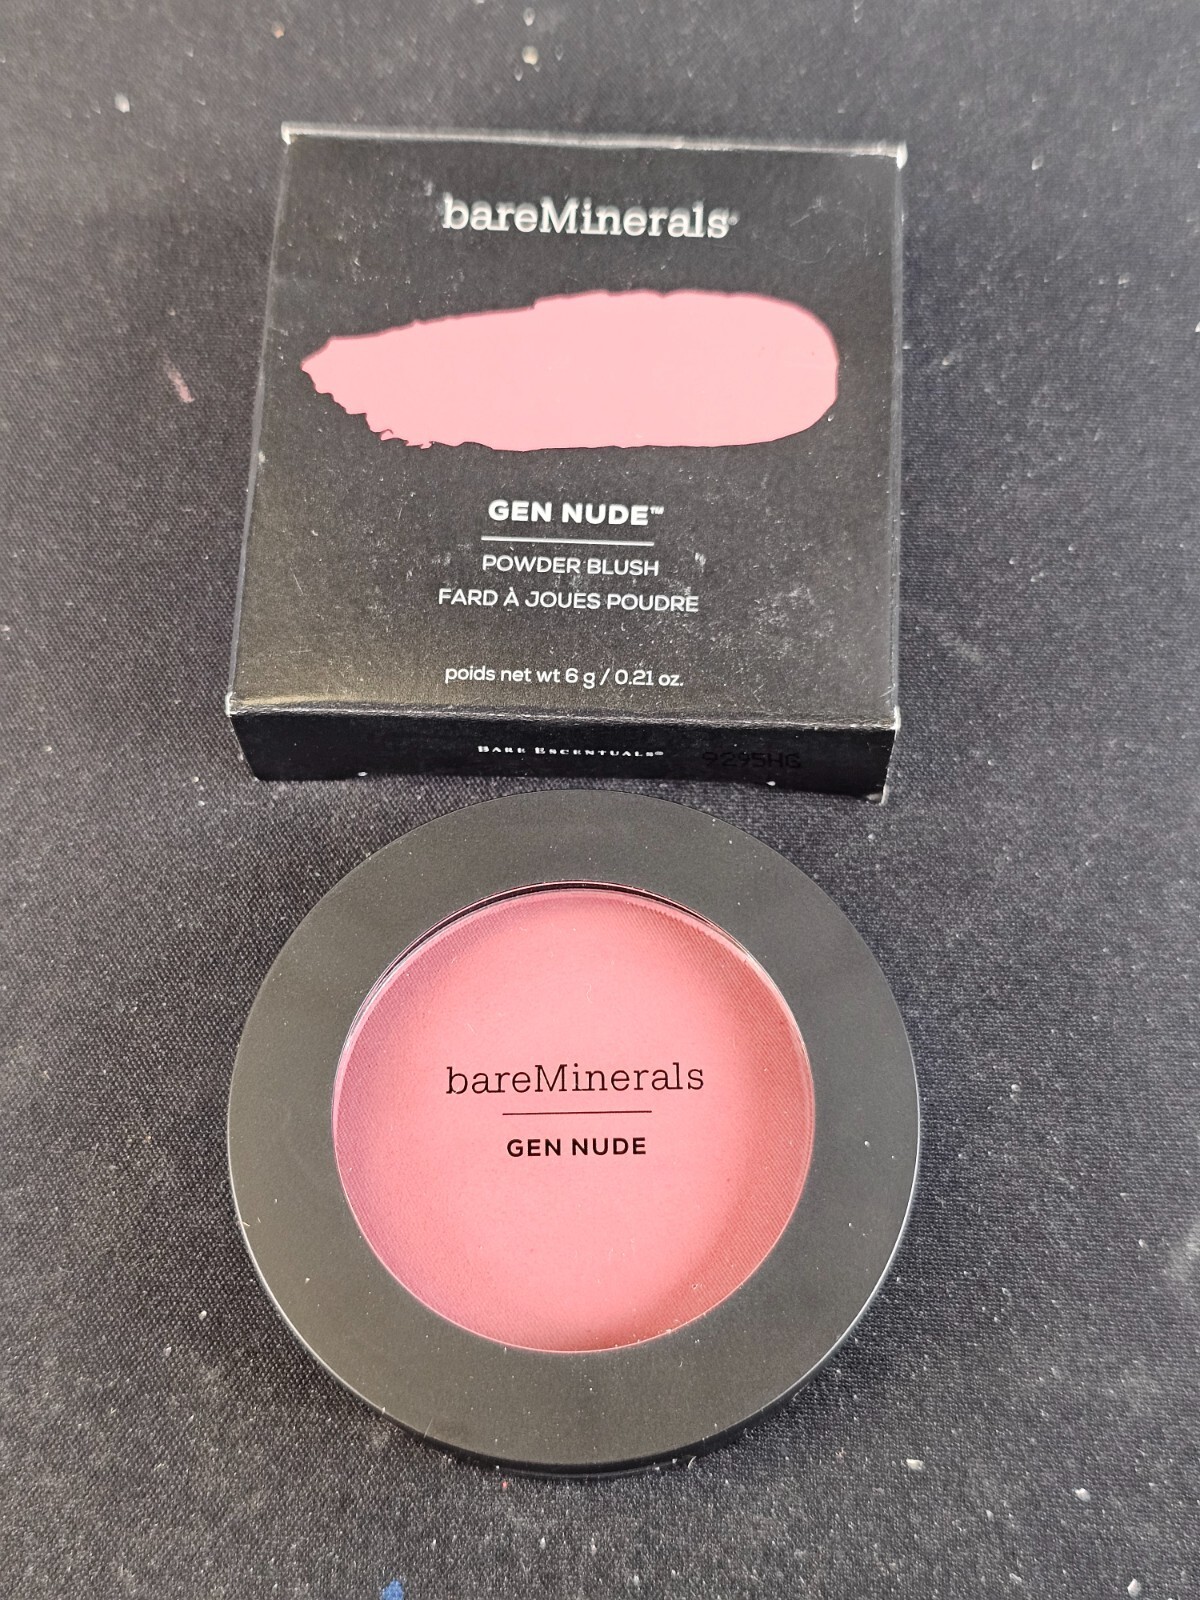 bareMinerals®
GEN NUDE™
POWDER BLUSH
FARD À JOUES POUDRE
poids net wt 6 g / 0.21 oz.
BARE ESCENTUALS®
9295HG
bareMinerals
GEN NUDE